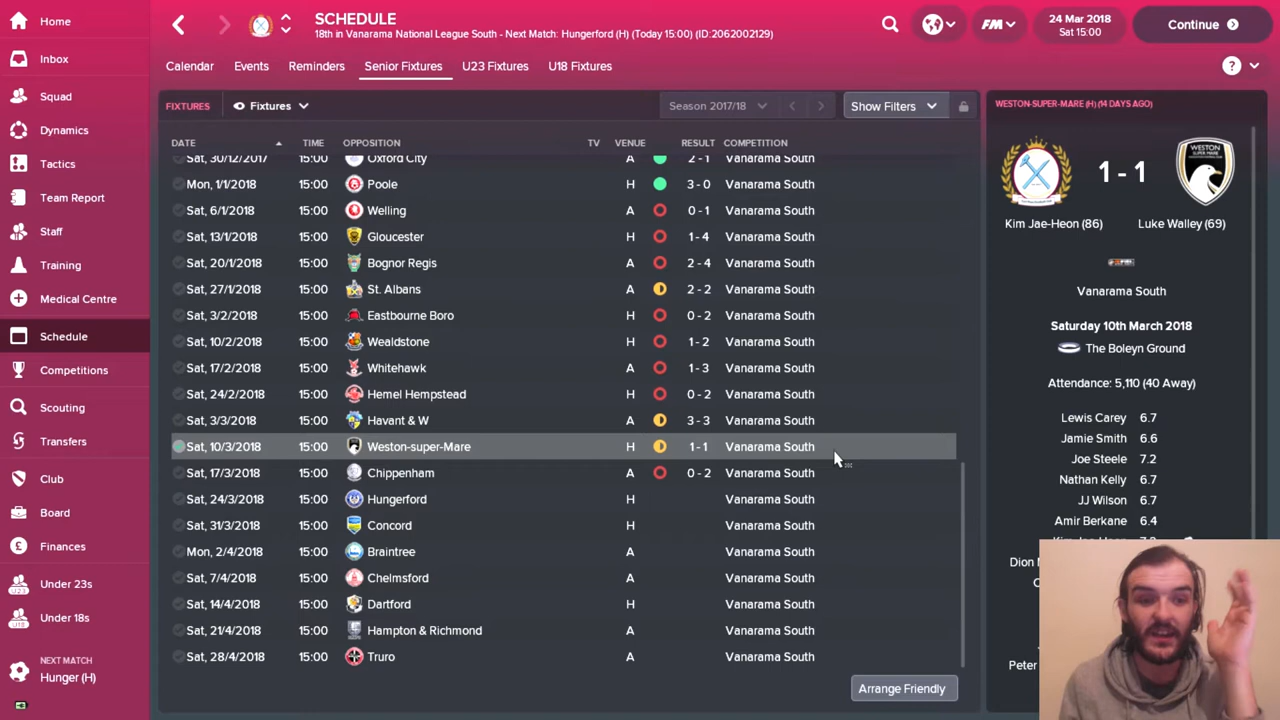 Home
Inbox
Squad
Dynamics
Tactics
Team Report
Staff
Training
Medical Centre
Schedule
Competitions
Scouting
Transfers
Club
Board
Finances
Under 23s
Under 18s
NEXT MATCH
Hunger (H)
SCHEDULE
18th in Vanarama National League South - Next Match: Hungerford (H) (Today 15:00) (ID:2062002129)
FM
24 Mar 2018
Sat 15:00
Continue
Calendar Events Reminders Senior Fixtures U23 Fixtures U18 Fixtures
?
FIXTURES Fixtures Season 2017/18 Show Filters
DATE TIME OPPOSITION TV VENUE RESULT COMPETITION
Sat, 30/12/2017 15:00 Oxford City A 2 - 1 Vanarama South
Mon, 1/1/2018 15:00 Poole H 3 - 0 Vanarama South
Sat, 6/1/2018 15:00 Welling A 0 - 1 Vanarama South
Sat, 13/1/2018 15:00 Gloucester H 1 - 4 Vanarama South
Sat, 20/1/2018 15:00 Bognor Regis A 2 - 4 Vanarama South
Sat, 27/1/2018 15:00 St. Albans A 2 - 2 Vanarama South
Sat, 3/2/2018 15:00 Eastbourne Boro H 0 - 2 Vanarama South
Sat, 10/2/2018 15:00 Wealdstone H 1 - 2 Vanarama South
Sat, 17/2/2018 15:00 Whitehawk A 1 - 3 Vanarama South
Sat, 24/2/2018 15:00 Hemel Hempstead H 0 - 2 Vanarama South
Sat, 3/3/2018 15:00 Havant & W A 3 - 3 Vanarama South
Sat, 10/3/2018 15:00 Weston-super-Mare H 1 - 1 Vanarama South
Sat, 17/3/2018 15:00 Chippenham A 0 - 2 Vanarama South
Sat, 24/3/2018 15:00 Hungerford H Vanarama South
Sat, 31/3/2018 15:00 Concord H Vanarama South
Mon, 2/4/2018 15:00 Braintree A Vanarama South
Sat, 7/4/2018 15:00 Chelmsford A Vanarama South
Sat, 14/4/2018 15:00 Dartford H Vanarama South
Sat, 21/4/2018 15:00 Hampton & Richmond A Vanarama South
Sat, 28/4/2018 15:00 Truro A Vanarama South
Arrange Friendly
WESTON-SUPER-MARE (H) (14 DAYS AGO)
1 - 1
Kim Jae-Heon (86) Luke Walley (69)
Vanarama South
Saturday 10th March 2018
The Boleyn Ground
Attendance: 5,110 (40 Away)
Lewis Carey 6.7
Jamie Smith 6.6
Joe Steele 7.2
Nathan Kelly 6.7
JJ Wilson 6.7
Amir Berkane 6.4
Dion
Peter